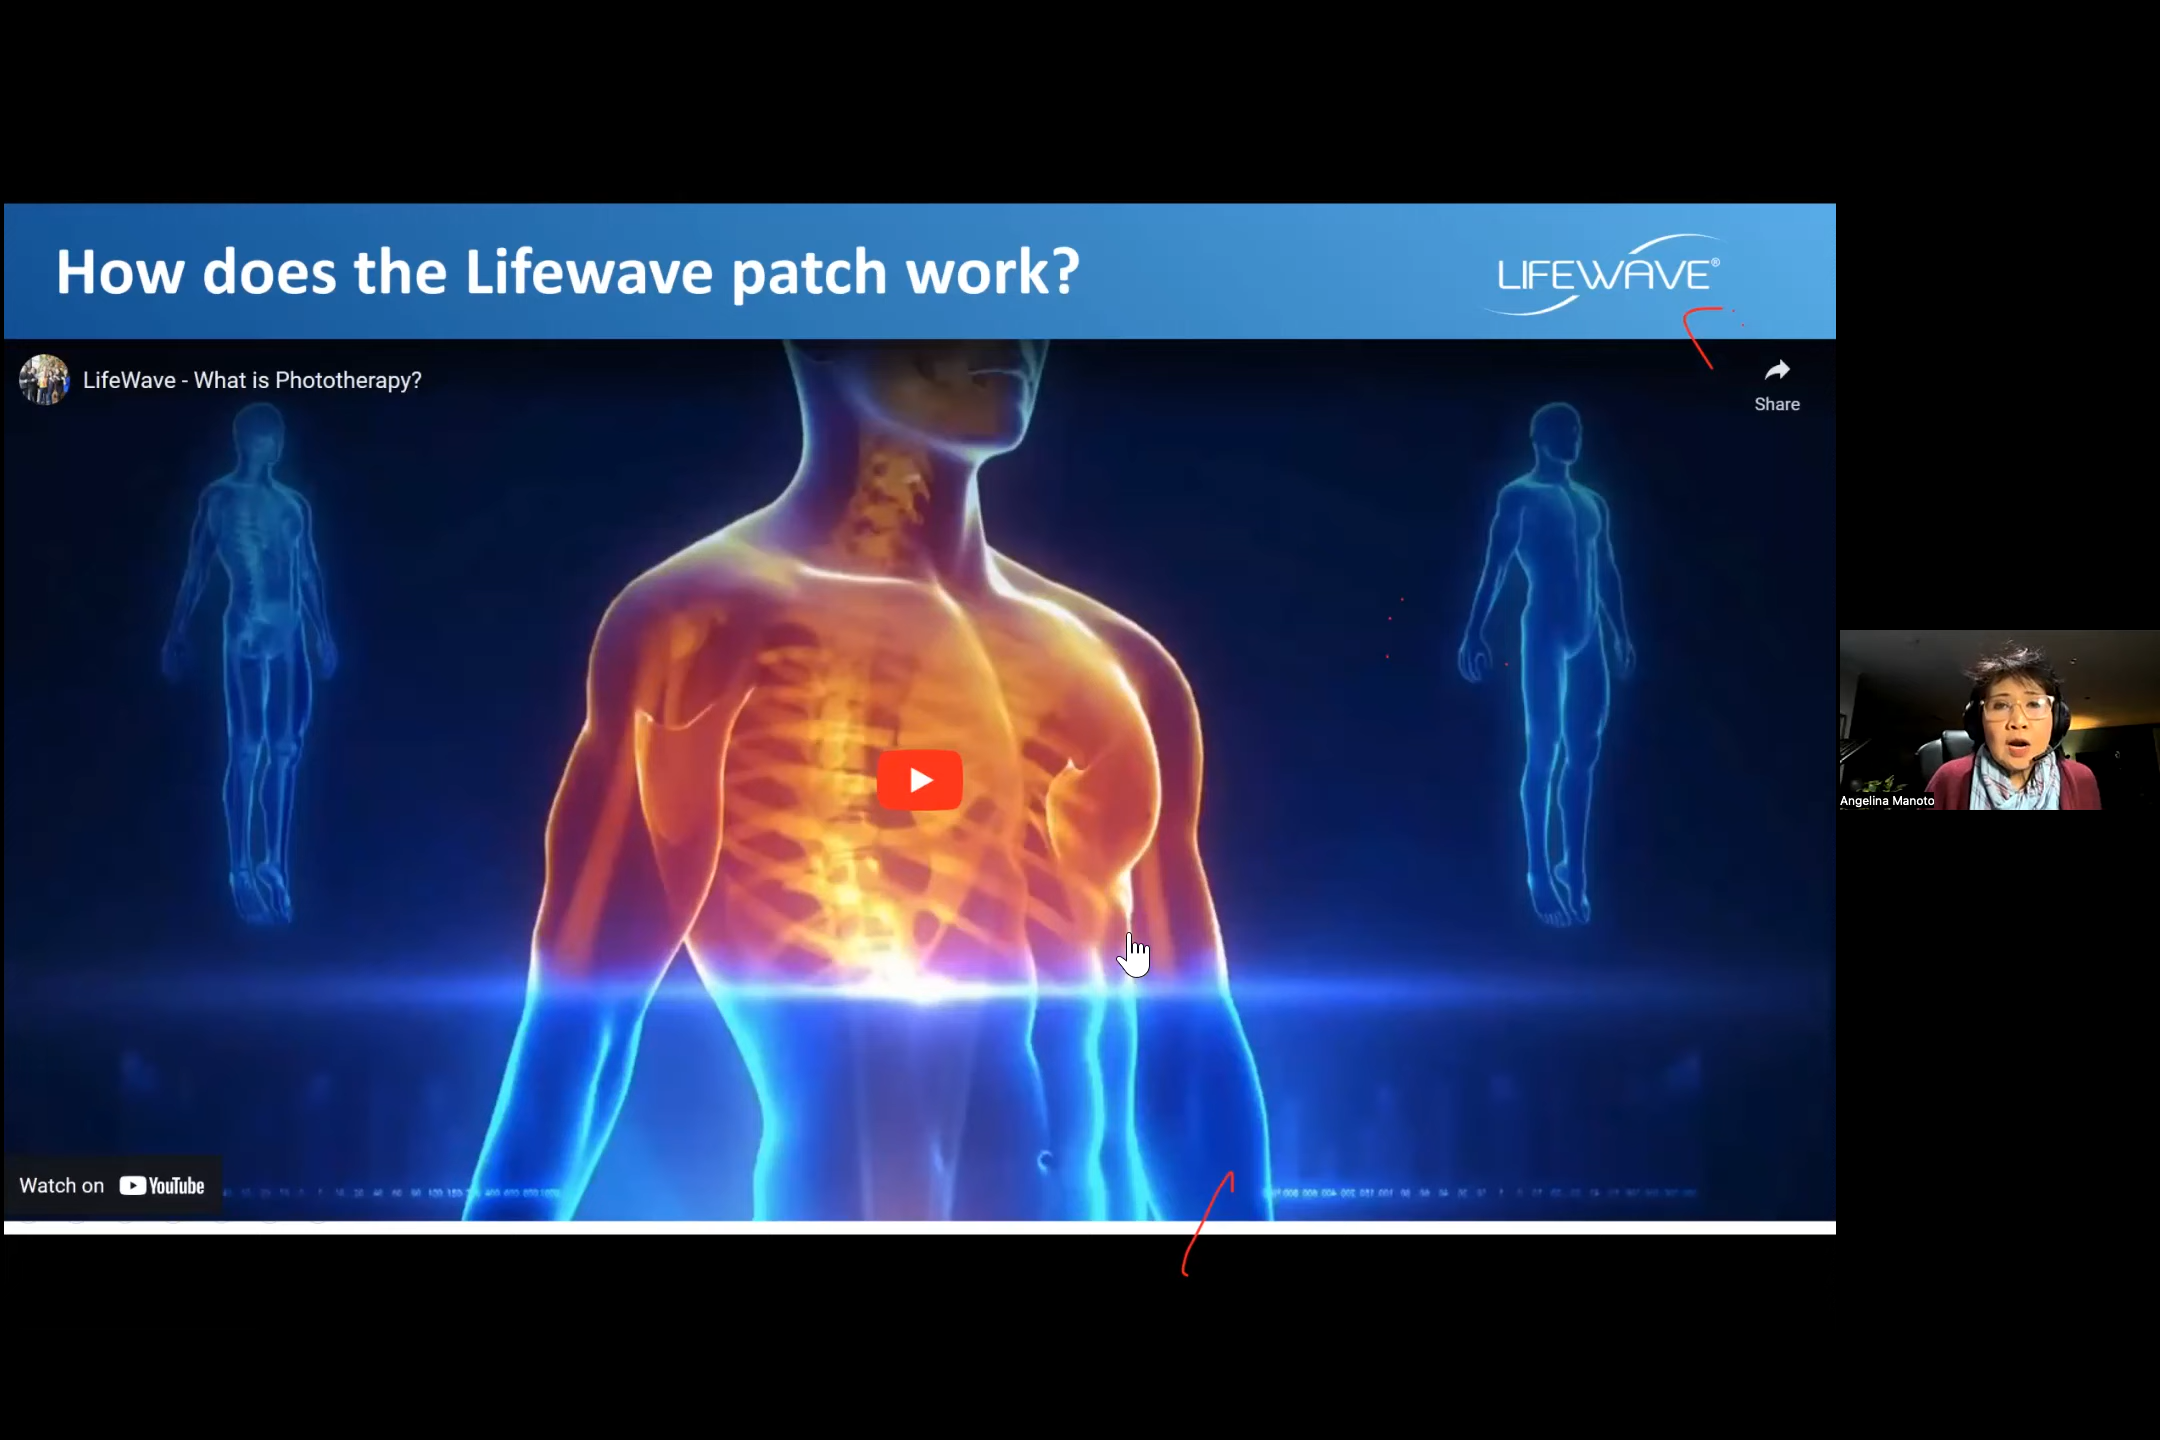 How does the Lifewave patch work?
LIFEWAVE®
LifeWave - What is Phototherapy?
Share
Angelina Manoto
Watch on YouTube